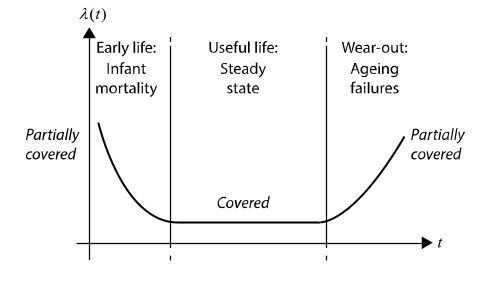 λ(t)
Early life:
Infant
mortality
Useful life:
Steady
state
Wear-out:
Ageing
failures
Partially
covered
Covered
Partially
covered
t